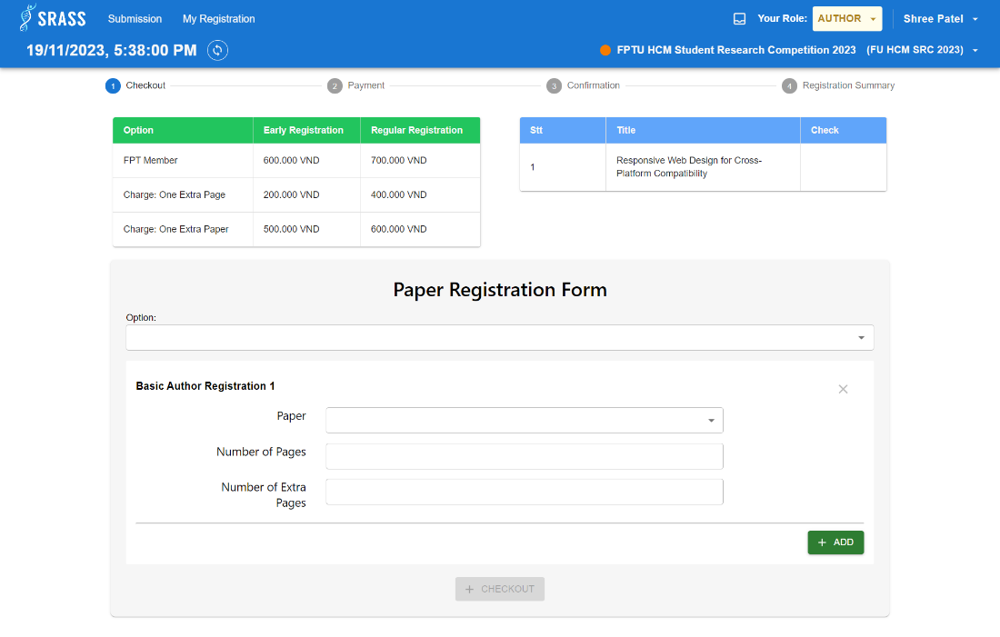 SRASS Submission My Registration Your Role: AUTHOR Shree Patel
19/11/2023, 5:38:00 PM FPTU HCM Student Research Competition 2023 (FU HCM SRC 2023)
1 Checkout 2 Payment 3 Confirmation 4 Registration Summary
Option Early Registration Regular Registration
FPT Member 600.000 VND 700.000 VND
Charge: One Extra Page 200.000 VND 400.000 VND
Charge: One Extra Paper 500.000 VND 600.000 VND
Stt Title Check
1 Responsive Web Design for Cross-
Platform Compatibility
Paper Registration Form
Option:
Basic Author Registration 1
Paper
Number of Pages
Number of Extra
Pages
+ ADD
+ CHECKOUT